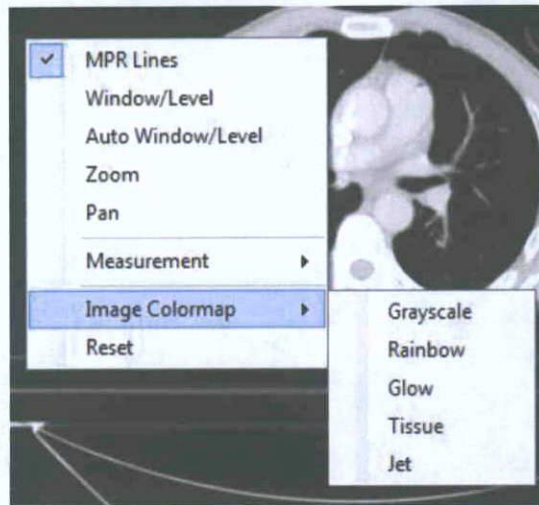 MPR Lines
Window/Level
Auto Window/Level
Zoom
Pan
Measurement
Image Colormap
Reset
Grayscale
Rainbow
Glow
Tissue
Jet